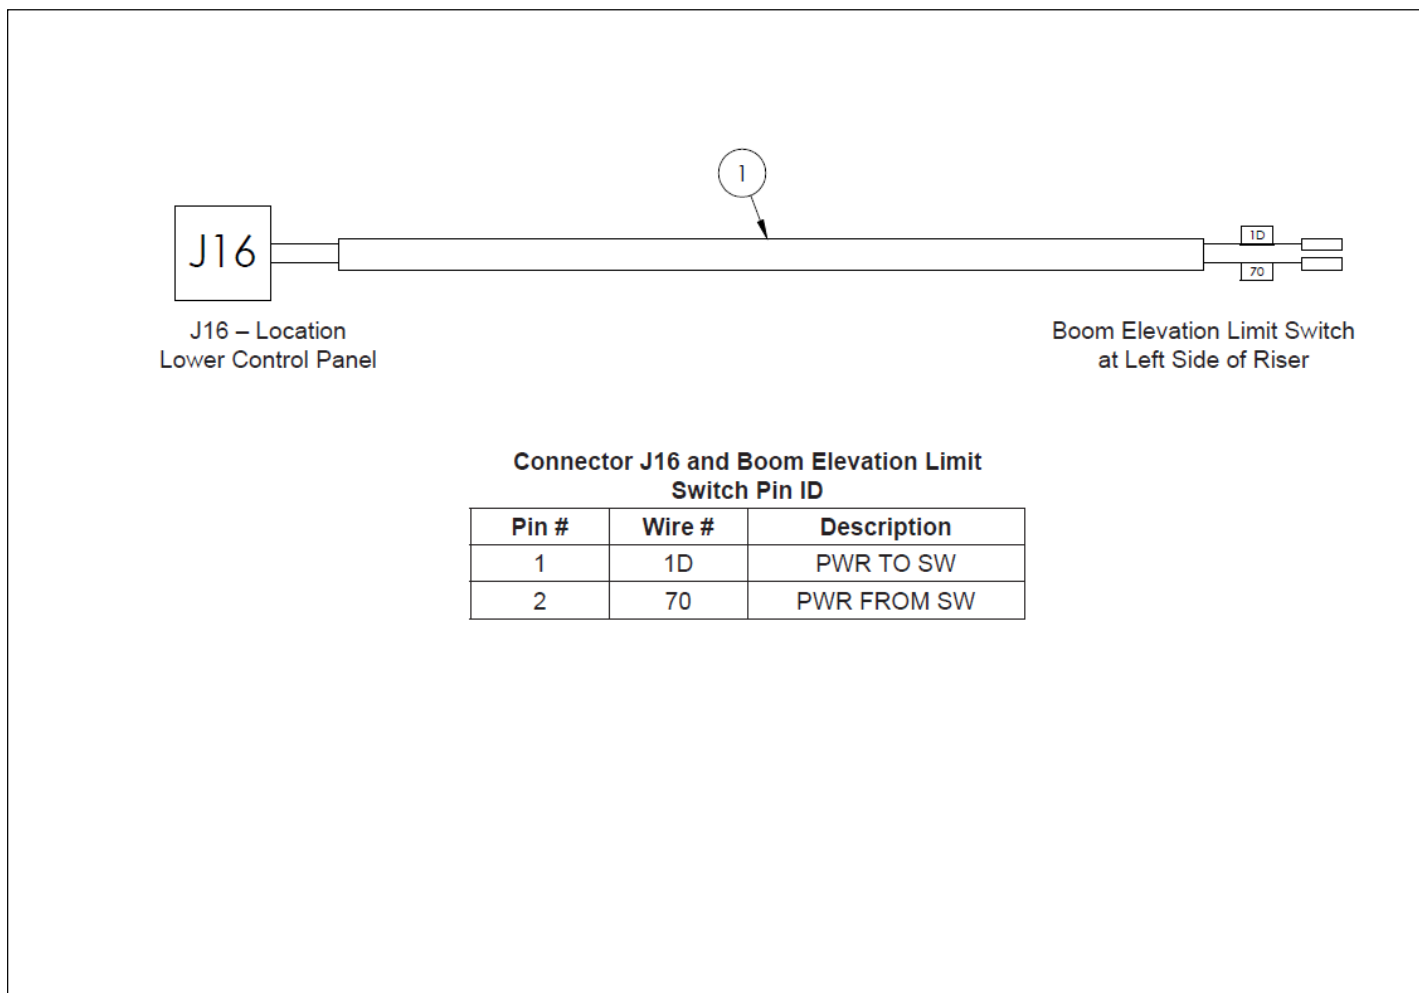 1
J16
1D
70
J16 – Location
Lower Control Panel
Boom Elevation Limit Switch
at Left Side of Riser
Connector J16 and Boom Elevation Limit
Switch Pin ID
Pin # Wire # Description
1 1D PWR TO SW
2 70 PWR FROM SW